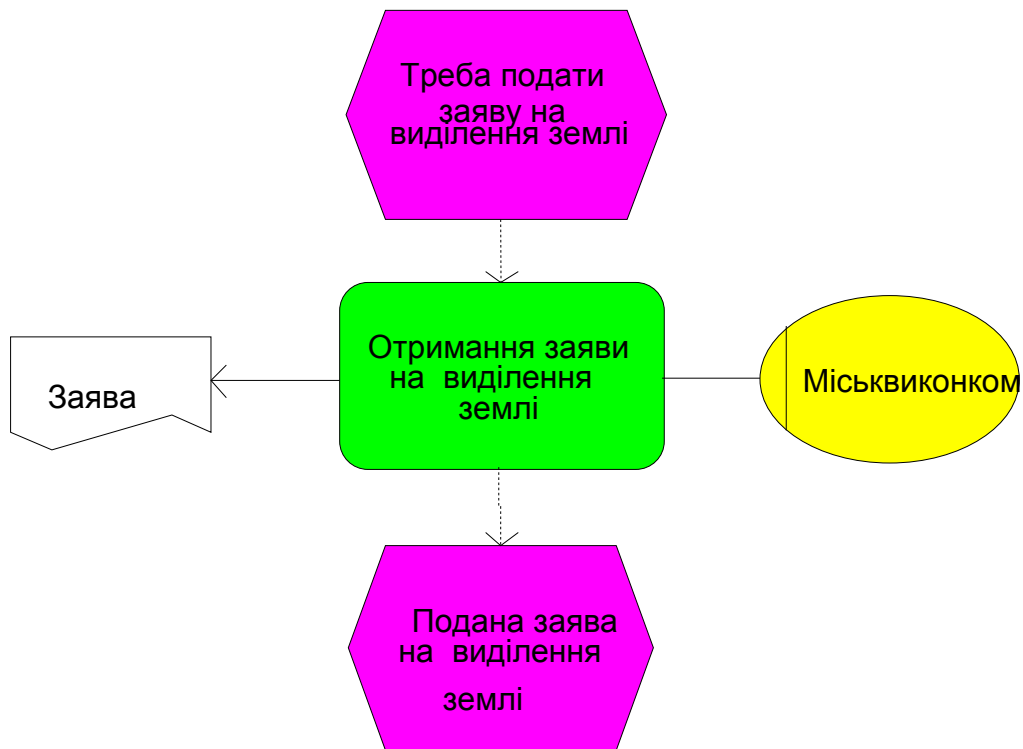 Треба подати
заяву на
виділення землі
Отримання заяви
на виділення
землі
Заява
Міськвиконком
Подана заява
на виділення
землі